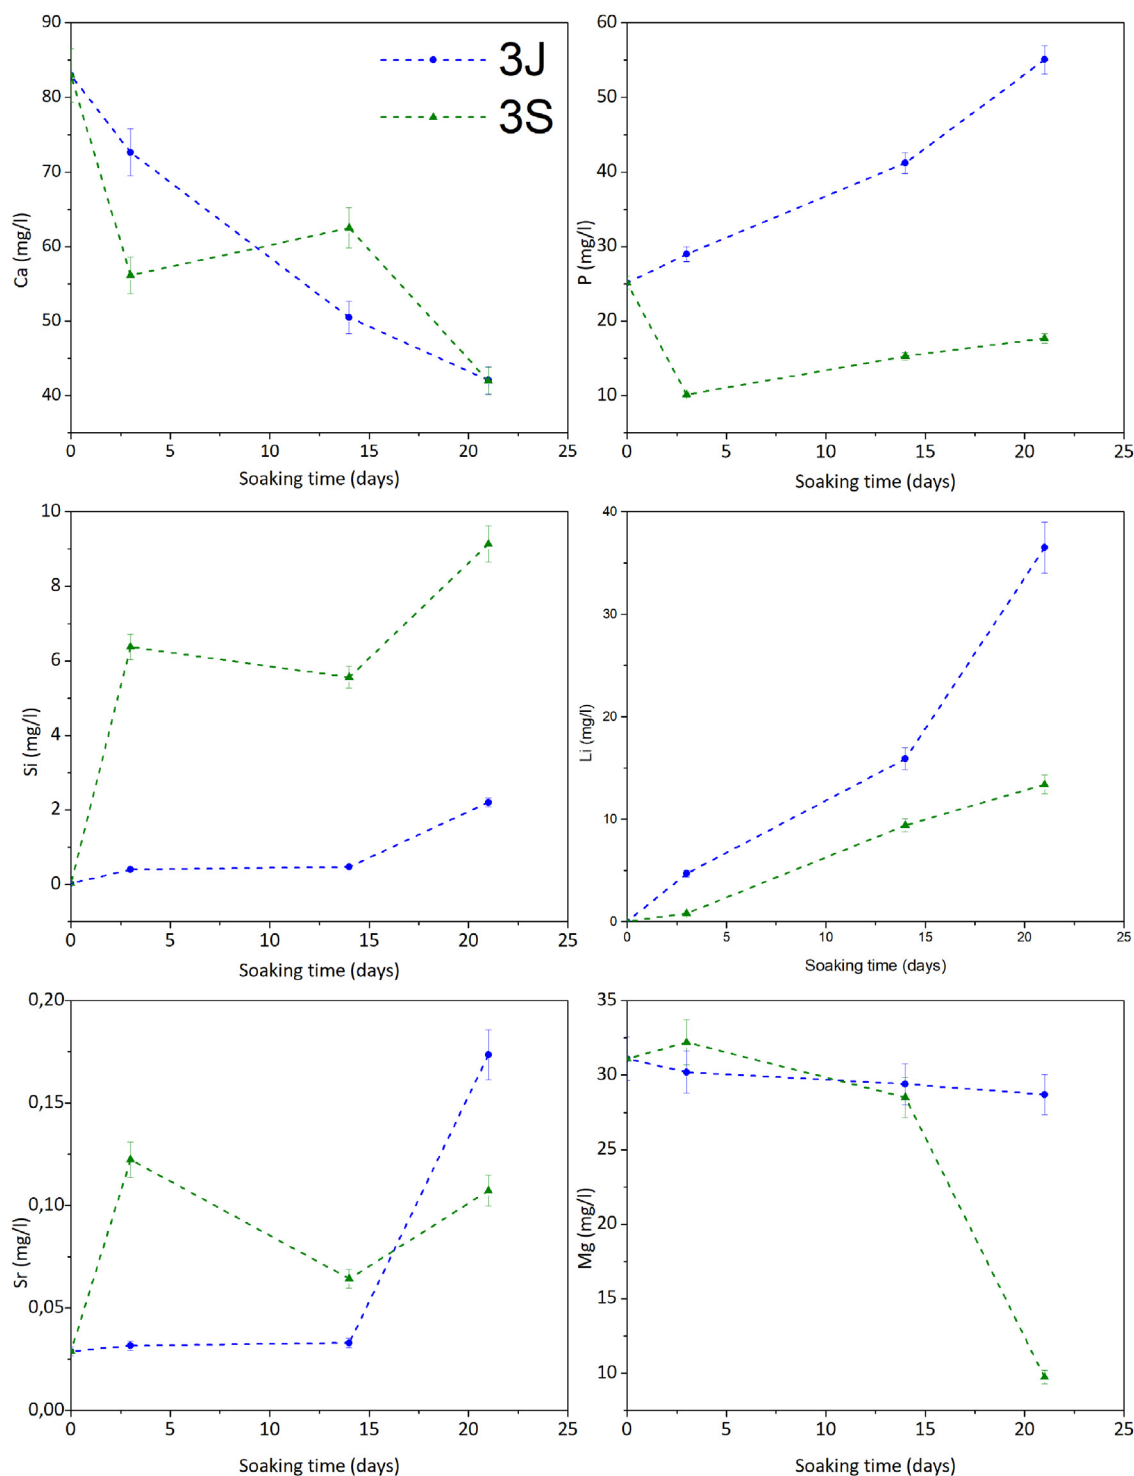 3J
3S
90
80
70
60
50
40
Ca (mg/l)
0 5 10 15 20 25
Soaking time (days)
60
50
40
30
20
10
P (mg/l)
0 5 10 15 20 25
Soaking time (days)
10
8
6
4
2
0
Si (mg/l)
0 5 10 15 20 25
Soaking time (days)
40
30
20
10
0
Li (mg/l)
0 5 10 15 20 25
Soaking time (days)
0,20
0,15
0,10
0,05
0,00
Sr (mg/l)
0 5 10 15 20 25
Soaking time (days)
35
30
25
20
15
10
Mg (mg/l)
0 5 10 15 20 25
Soaking time (days)